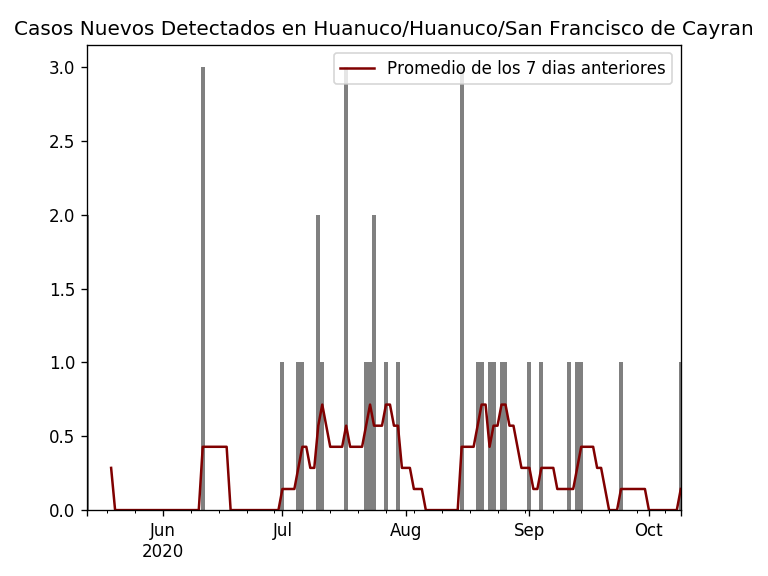 Casos Nuevos Detectados en Huanuco/Huanuco/San Francisco de Cayran
Promedio de los 7 dias anteriores
3.0
2.5
2.0
1.5
1.0
0.5
0.0
Jun Jul Aug Sep Oct
2020